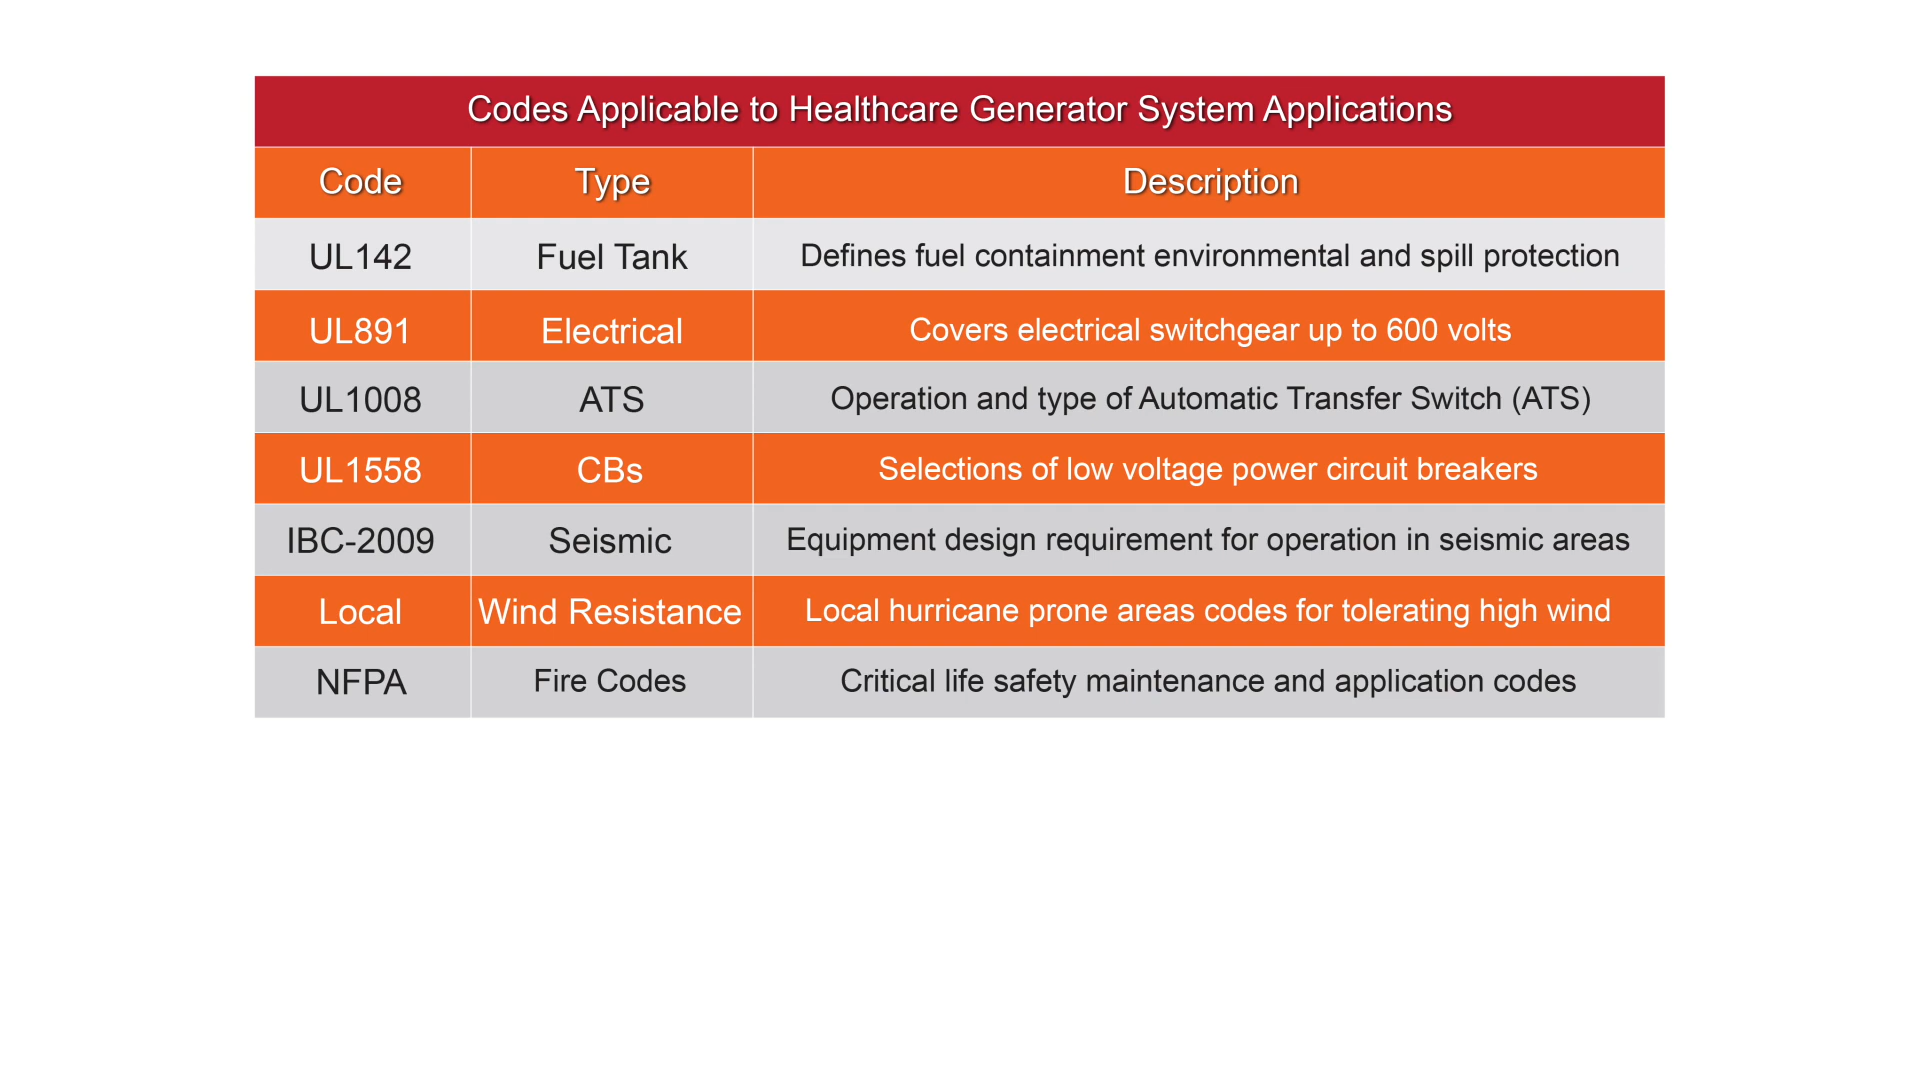 Codes Applicable to Healthcare Generator System Applications
Code Type Description
UL142 Fuel Tank Defines fuel containment environmental and spill protection
UL891 Electrical Covers electrical switchgear up to 600 volts
UL1008 ATS Operation and type of Automatic Transfer Switch (ATS)
UL1558 CBs Selections of low voltage power circuit breakers
IBC-2009 Seismic Equipment design requirement for operation in seismic areas
Local Wind Resistance Local hurricane prone areas codes for tolerating high wind
NFPA Fire Codes Critical life safety maintenance and application codes